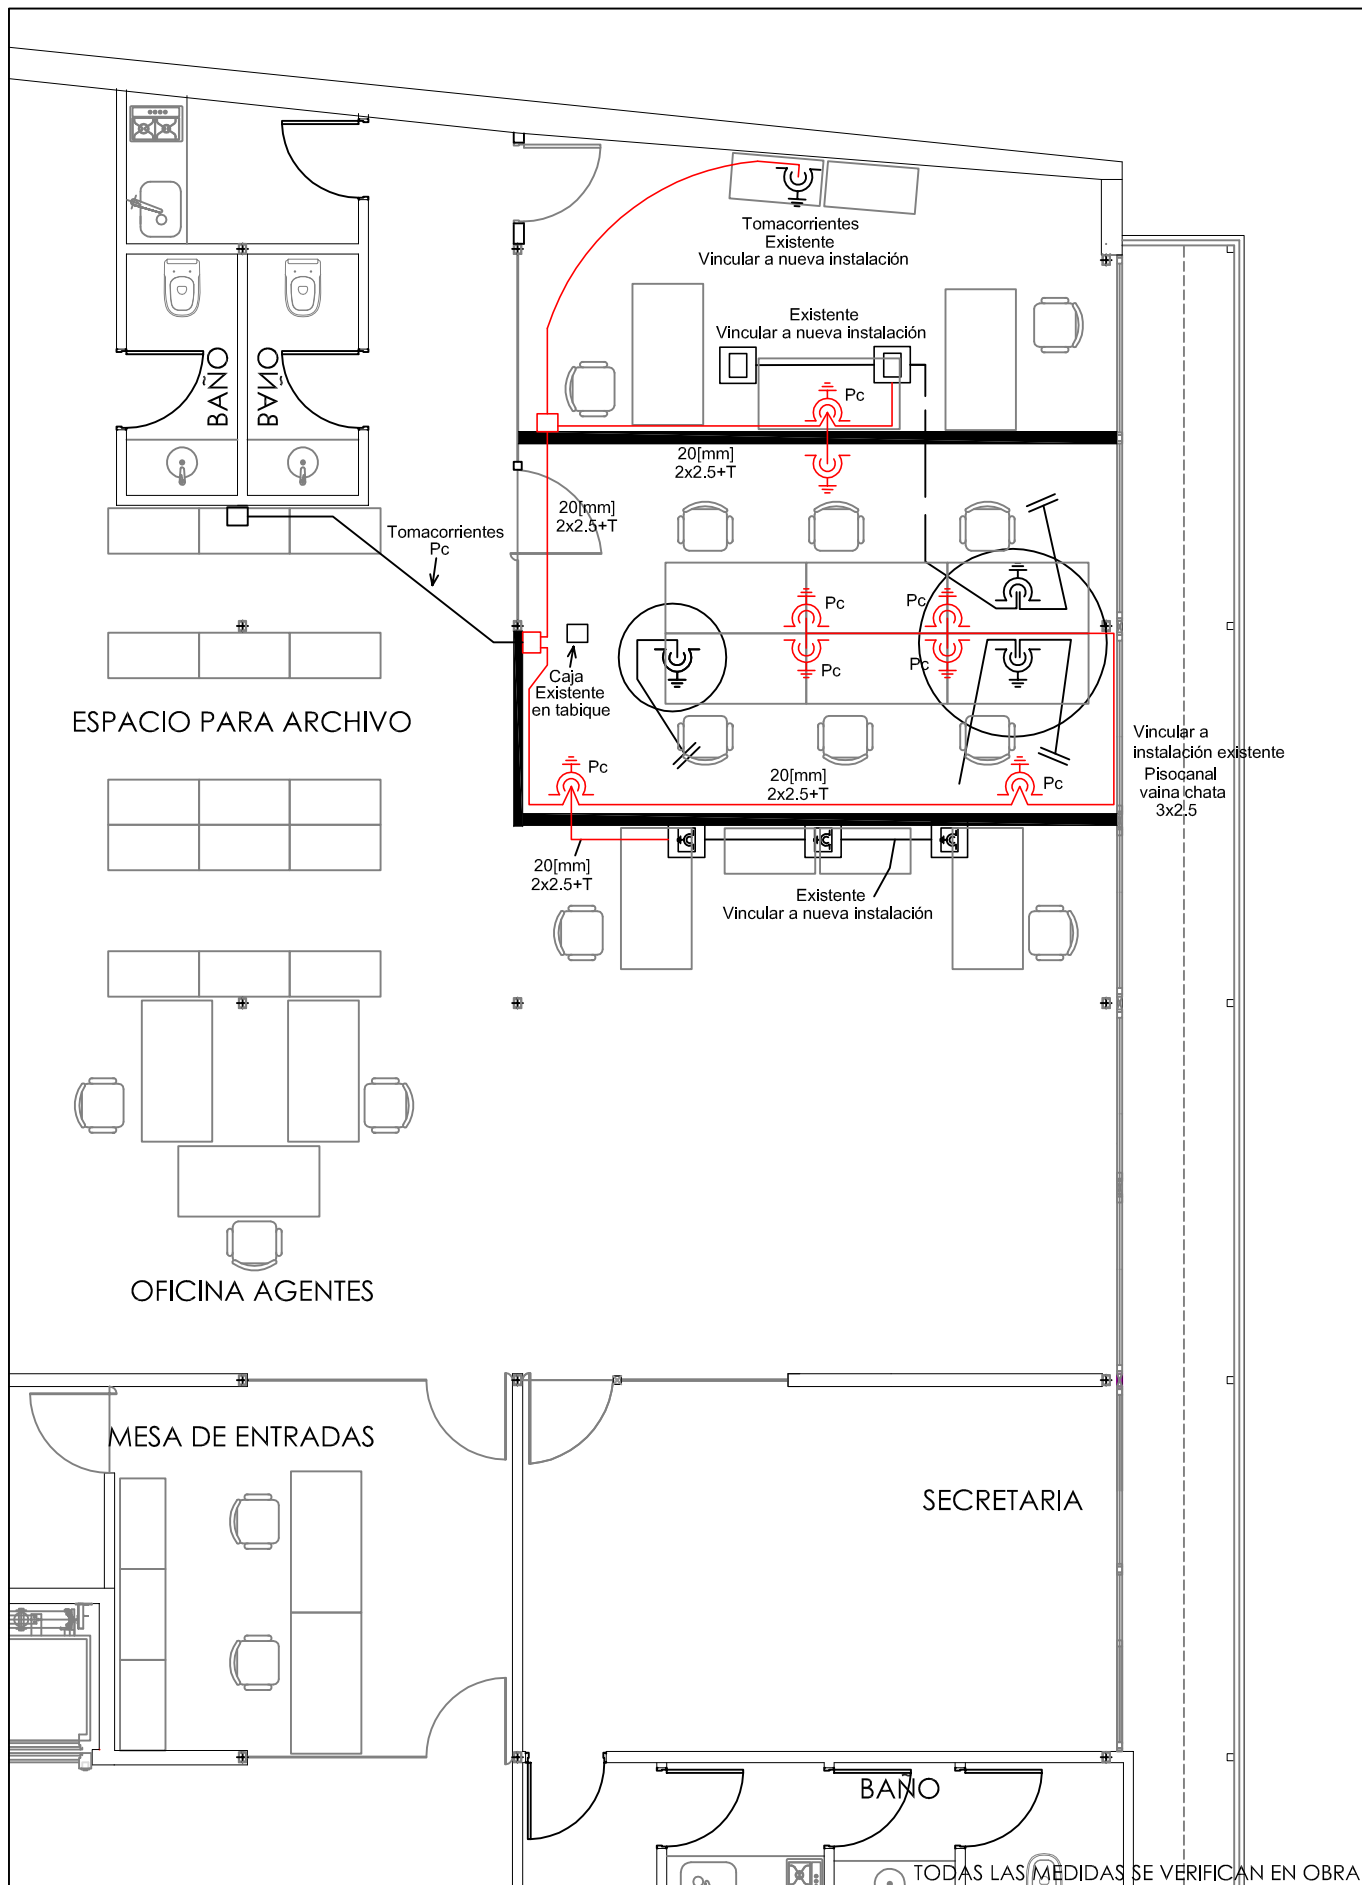 Tomacorrientes
Existente
Vincular a nueva instalación
Existente
Vincular a nueva instalación
BAÑO
BAÑO
Pc
20[mm]
2x2.5+T
20[mm]
2x2.5+T
Tomacorrientes
Pc
Pc
Pc
Pc
Pc
Caja
Existente
en tabique
ESPACIO PARA ARCHIVO
Vincular a
instalación existente
Pisocanal
vaina chata
3x2.5
Pc
20[mm]
2x2.5+T
Pc
20[mm]
2x2.5+T
Existente
Vincular a nueva instalación
OFICINA AGENTES
MESA DE ENTRADAS
SECRETARIA
BAÑO
TODAS LAS MEDIDAS SE VERIFICAN EN OBRA